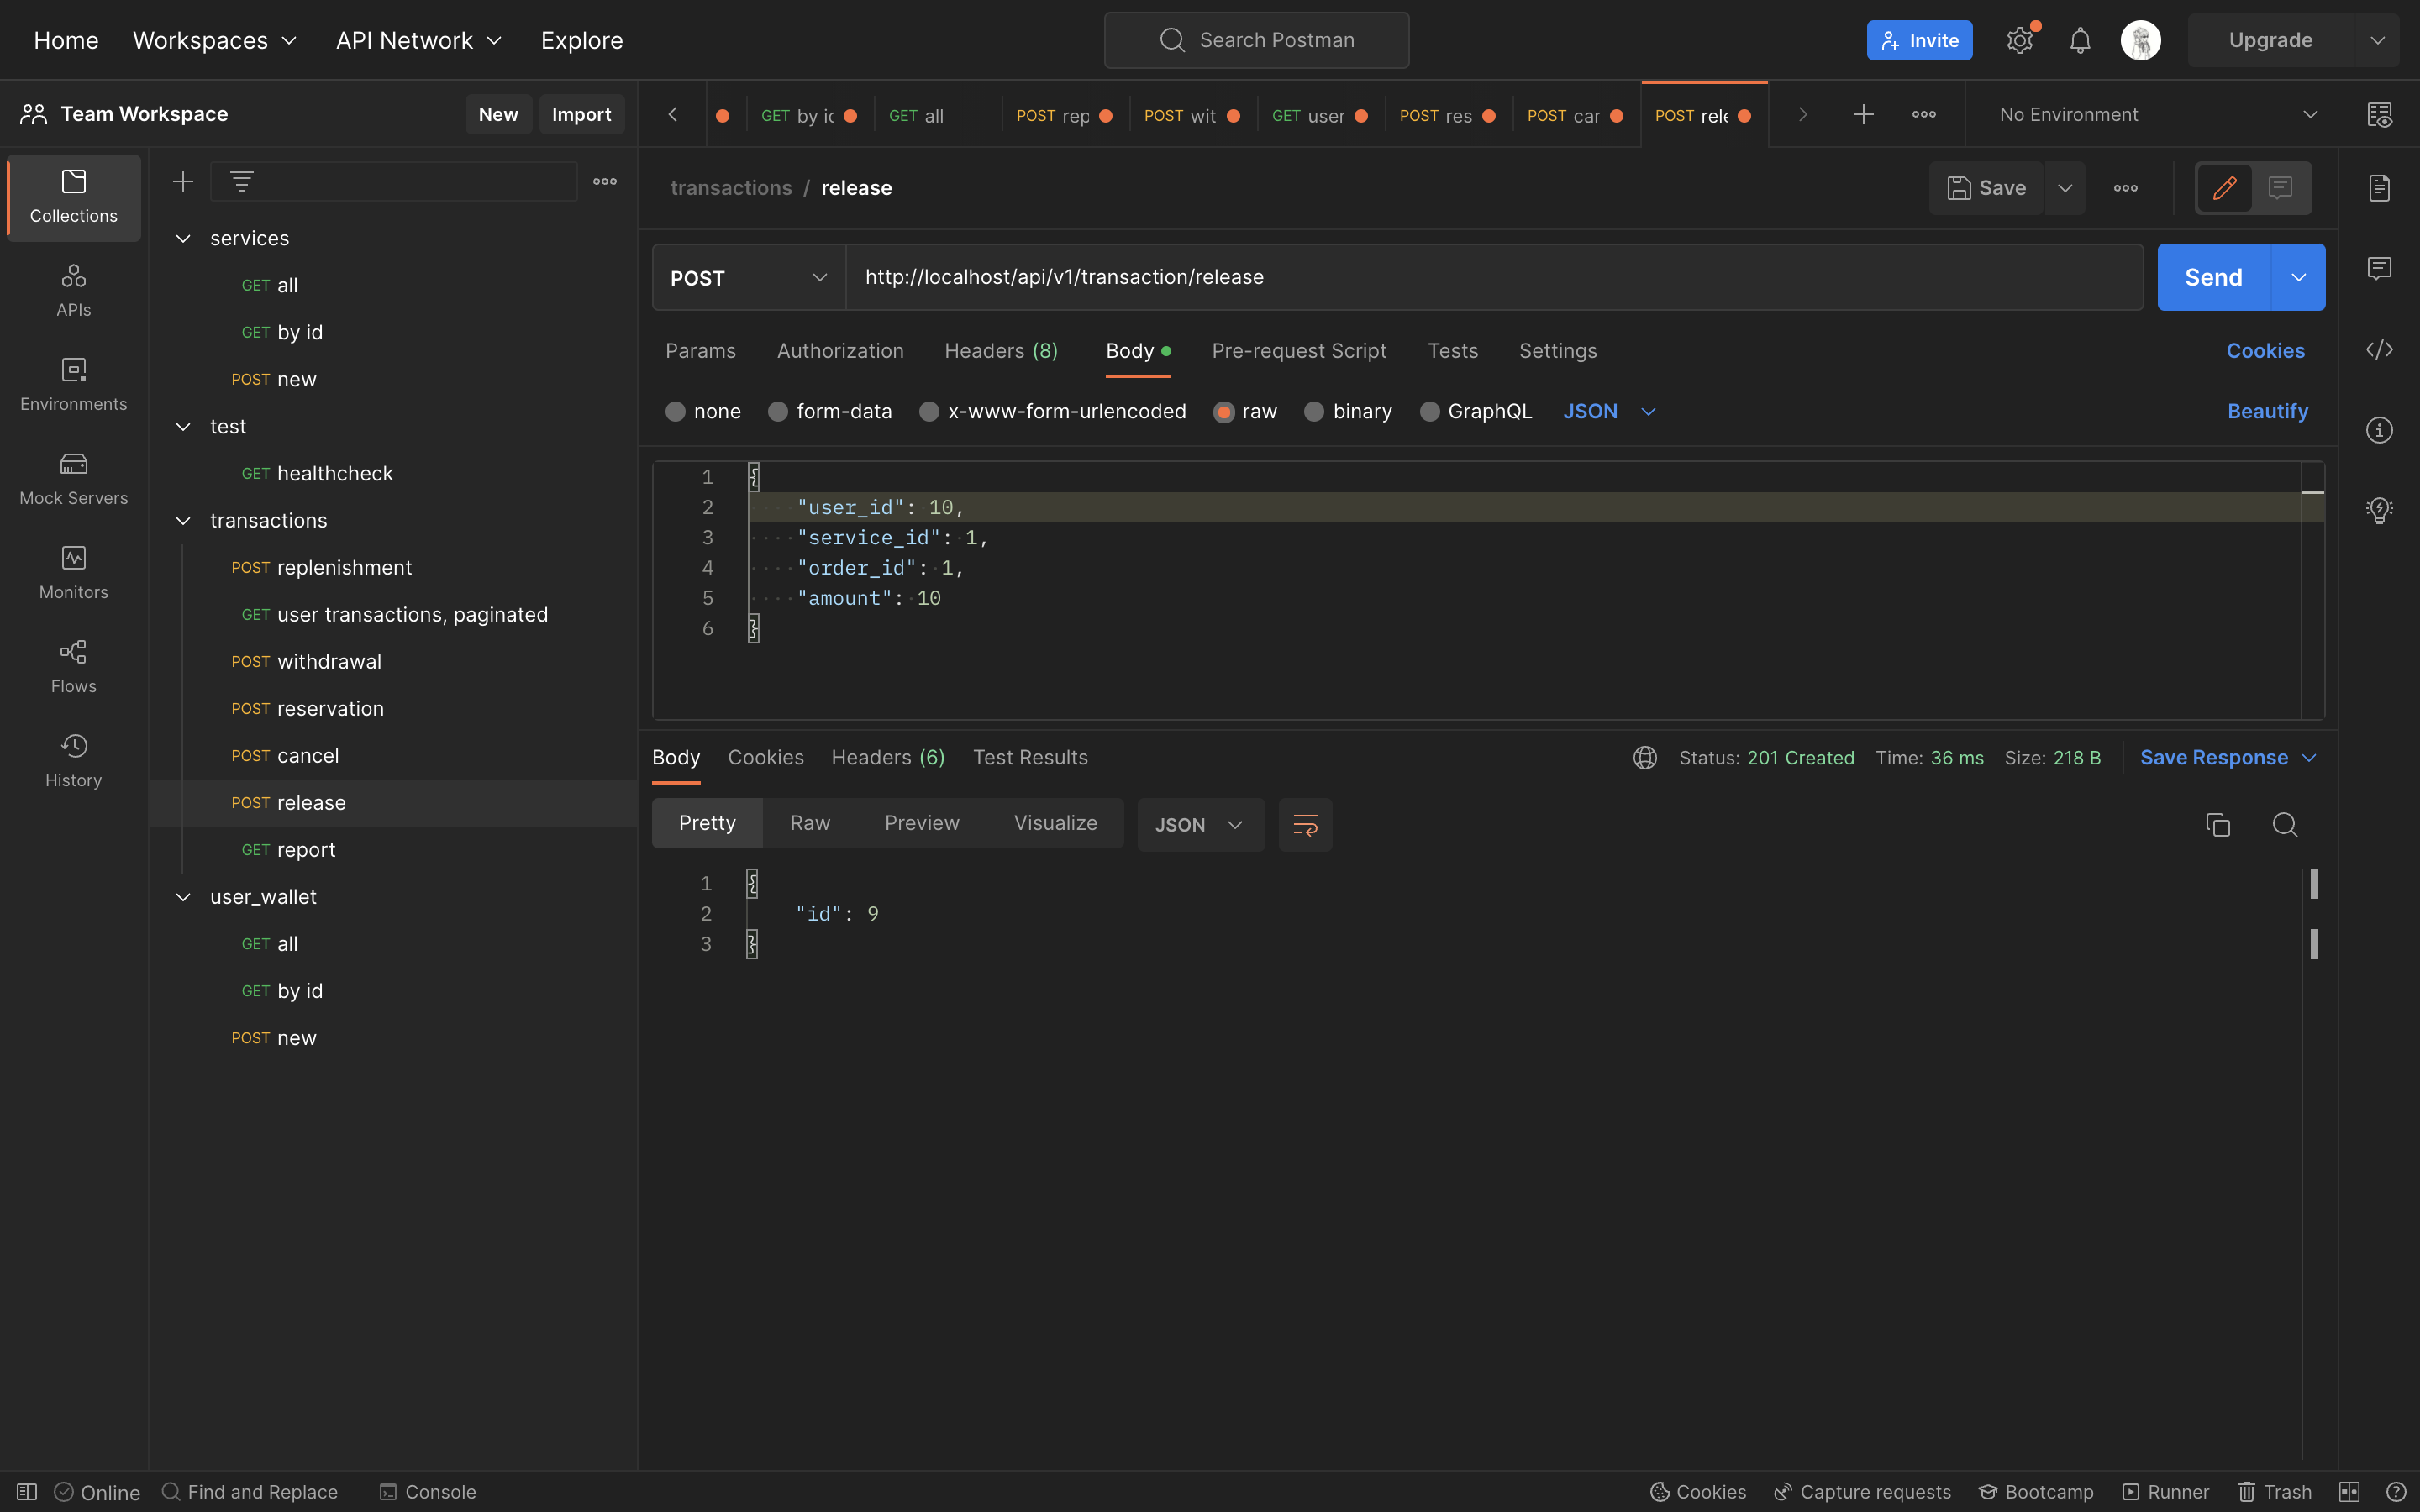 Home Workspaces API Network Explore Search Postman Invite Upgrade
Team Workspace New Import
GET by ic GET all POST rep POST wit GET user POST res POST car POST rele No Environment
Collections
APIs
Environments
Mock Servers
Monitors
Flows
History
services
GET all
GET by id
POST new
test
GET healthcheck
transactions
POST replenishment
GET user transactions, paginated
POST withdrawal
POST reservation
POST cancel
POST release
GET report
user_wallet
GET all
GET by id
POST new
transactions / release Save
POST http://localhost/api/v1/transaction/release Send
Params Authorization Headers (8) Body Pre-request Script Tests Settings Cookies
none form-data x-www-form-urlencoded raw binary GraphQL JSON Beautify
1 {
2 "user_id": 10,
3 "service_id": 1,
4 "order_id": 1,
5 "amount": 10
6 }
Body Cookies Headers (6) Test Results Status: 201 Created Time: 36 ms Size: 218 B Save Response
Pretty Raw Preview Visualize JSON
1 {
2 "id": 9
3 }
Online Find and Replace Console Cookies Capture requests Bootcamp Runner Trash